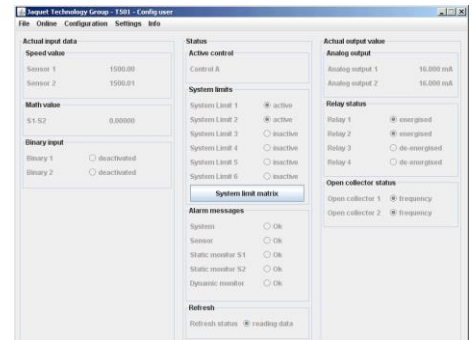 Jaquet Technology Group - T501 - Config user
File Online Configuration Settings Info
Actual input data
Speed value
Sensor 1 1500.00
Sensor 2 1500.01
Math value
S1-S2 0.00000
Binary input
Binary 1 deactivated
Binary 2 deactivated
Status
Active control
Control A
System limits
System Limit 1 active
System Limit 2 active
System Limit 3 inactive
System Limit 4 inactive
System Limit 5 inactive
System Limit 6 inactive
System limit matrix
Alarm messages
System Ok
Sensor Ok
Static monitor S1 Ok
Static monitor S2 Ok
Dynamic monitor Ok
Refresh
Refresh status reading data
Actual output value
Analog output
Analog output 1 16.000 mA
Analog output 2 16.000 mA
Relay status
Relay 1 energised
Relay 2 energised
Relay 3 de-energised
Relay 4 de-energised
Open collector status
Open collector 1 frequency
Open collector 2 frequency